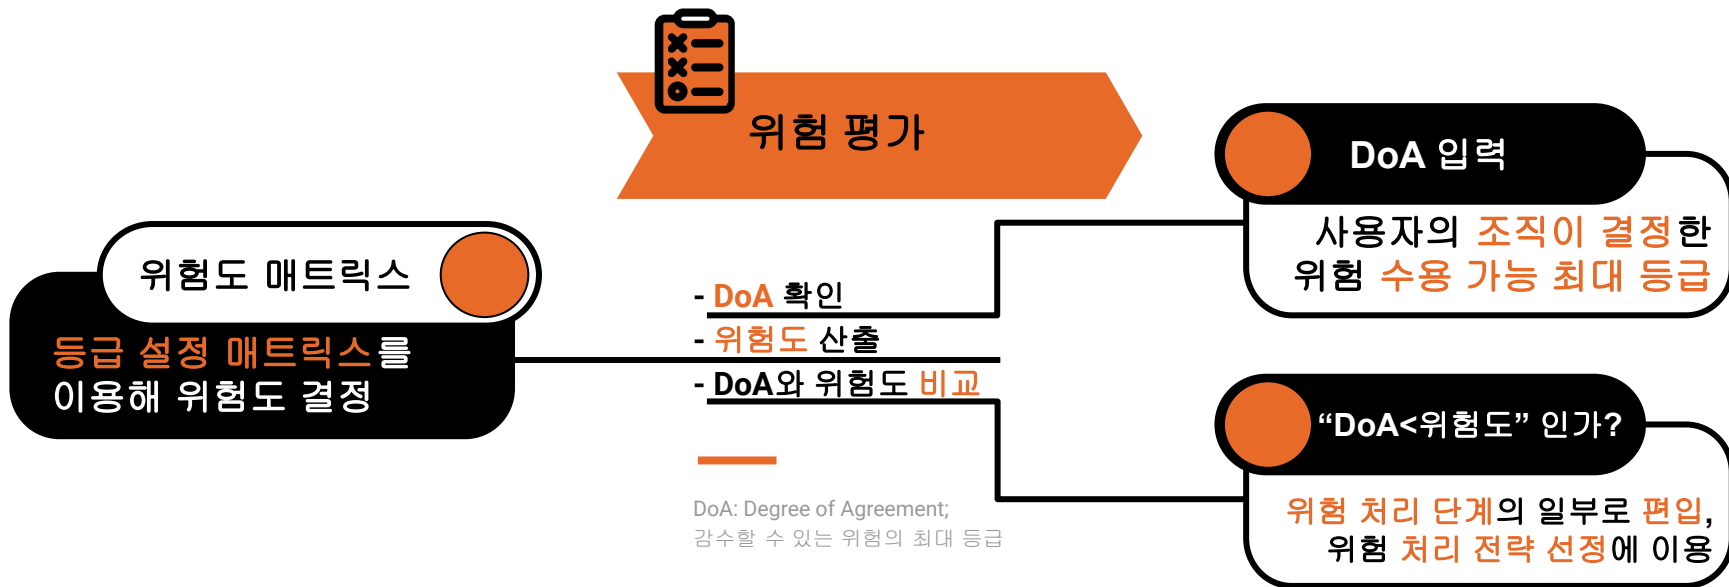 위험 평가
위험도 매트릭스
등급 설정 매트릭스를
이용해 위험도 결정
- DoA 확인
- 위험도 산출
- DoA와 위험도 비교
DoA: Degree of Agreement;
감수할 수 있는 위험의 최대 등급
DoA 입력
사용자의 조직이 결정한
위험 수용 가능 최대 등급
“DoA<위험도” 인가?
위험 처리 단계의 일부로 편입,
위험 처리 전략 선정에 이용